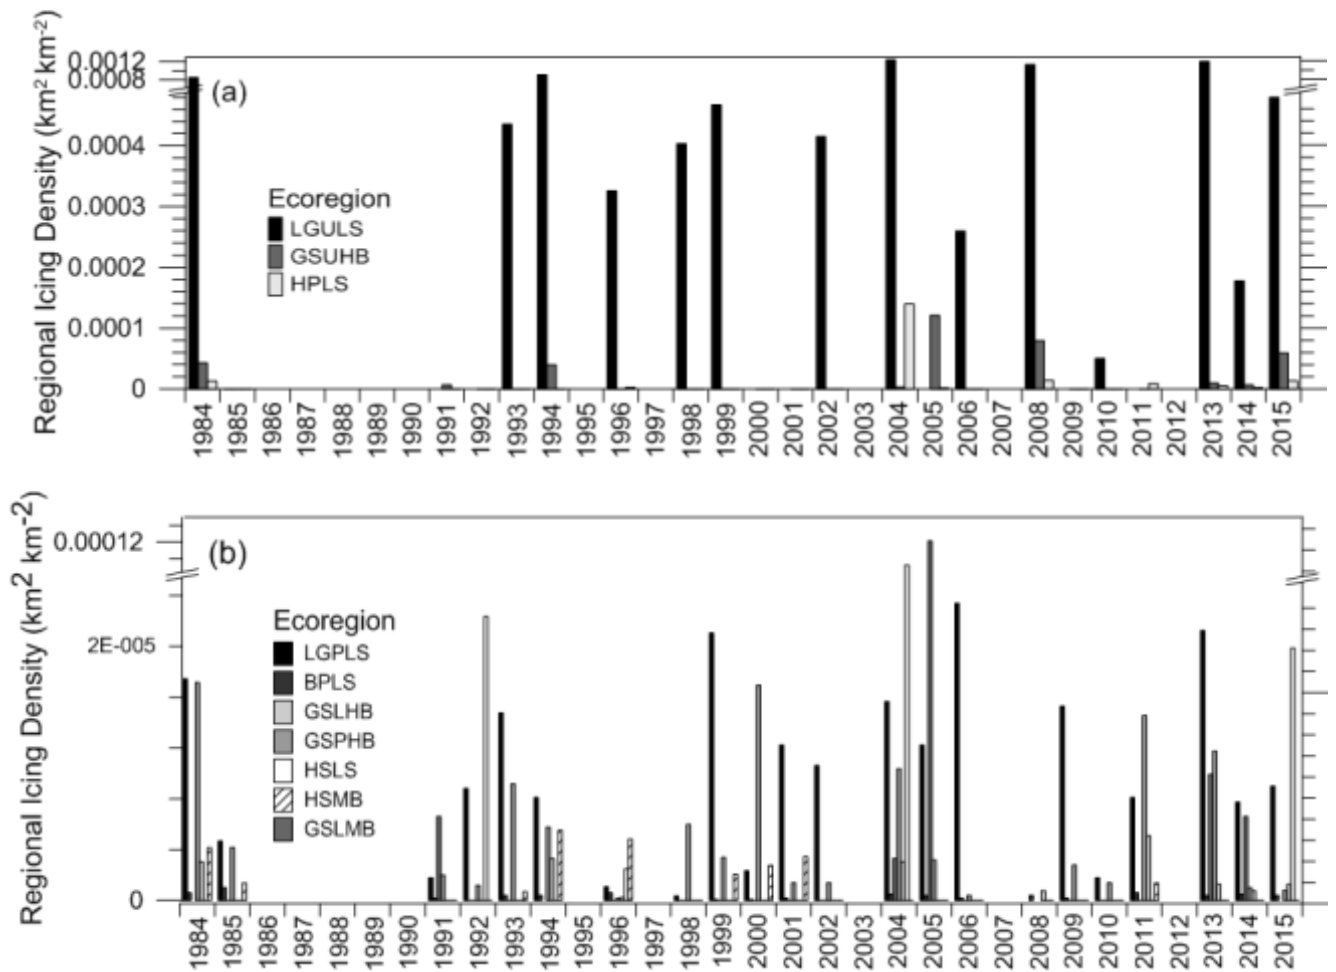 Regional Icing Density (km² km⁻²)
0.0012
0.0008
0.0004
0.0003
0.0002
0.0001
0
(a)
Ecoregion
LGULS
GSUHB
HPLS
1984 1985 1986 1987 1988 1989 1990 1991 1992 1993 1994 1995 1996 1997 1998 1999 2000 2001 2002 2003 2004 2005 2006 2007 2008 2009 2010 2011 2012 2013 2014 2015
Regional Icing Density (km² km⁻²)
0.00012
2E-005
0
(b)
Ecoregion
LGPLS
BPLS
GSLHB
GSPHB
HSLS
HSMB
GSLMB
1984 1985 1986 1987 1988 1989 1990 1991 1992 1993 1994 1995 1996 1997 1998 1999 2000 2001 2002 2003 2004 2005 2006 2007 2008 2009 2010 2011 2012 2013 2014 2015